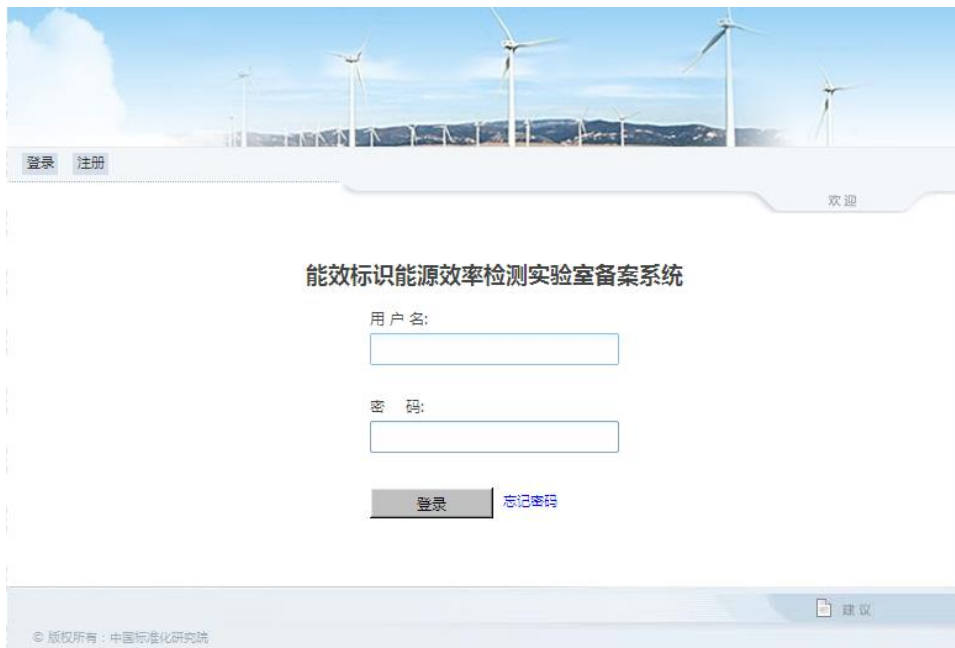 登录 注册
欢迎
能效标识能源效率检测实验室备案系统
用 户 名:
密 码:
登录 忘记密码
建 议
© 版权所有：中国标准化研究院